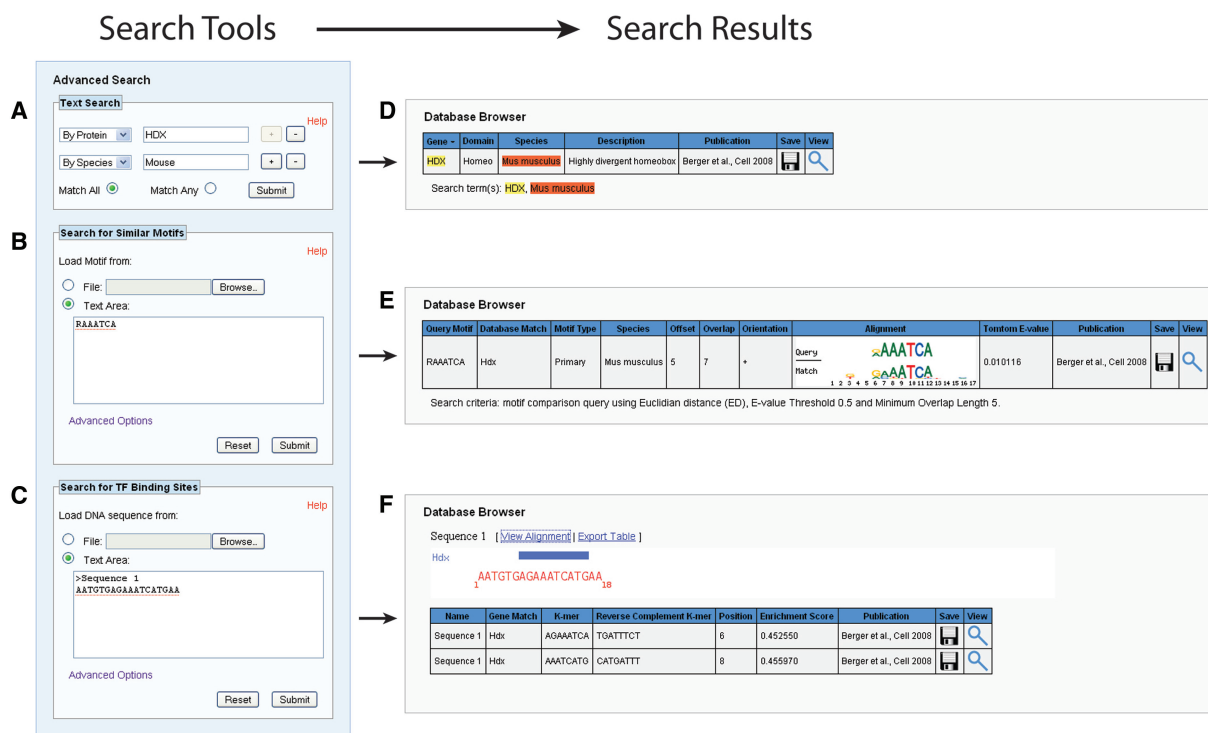 Search Tools Search Results
A
Advanced Search
Text Search
Help
By Protein HDX + -
By Species Mouse + -
Match All Match Any Submit
B
Search for Similar Motifs
Help
Load Motif from:
File: Browse..
Text Area:
RAAATCA
Advanced Options
Reset Submit
C
Search for TF Binding Sites
Help
Load DNA sequence from:
File: Browse..
Text Area:
>Sequence 1
AATGTGAGAAATCATGAA
Advanced Options
Reset Submit
D
Database Browser
Gene Domain Species Description Publication Save View
HDX Homeo Mus musculus Highly divergent homeobox Berger et al., Cell 2008
Search term(s): HDX, Mus musculus
E
Database Browser
Query Motif Database Match Motif Type Species Offset Overlap Orientation Alignment Tomtom E-value Publication Save View
RAAATCA Hdx Primary Mus musculus 5 7 + Query AAATCA Match AAATCA 0.010116 Berger et al., Cell 2008
1 2 3 4 5 6 7 8 9 10 11 12 13 14 15 16 17
Search criteria: motif comparison query using Euclidian distance (ED), E-value Threshold 0.5 and Minimum Overlap Length 5.
F
Database Browser
Sequence 1 [ View Alignment | Export Table ]
Hdx
1 AATGTGAGAAATCATGAA 18
Name Gene Match K-mer Reverse Complement K-mer Position Enrichment Score Publication Save View
Sequence 1 Hdx AGAAATCA TGATTTCT 6 0.452550 Berger et al., Cell 2008
Sequence 1 Hdx AAATCATG CATGATTT 8 0.455970 Berger et al., Cell 2008